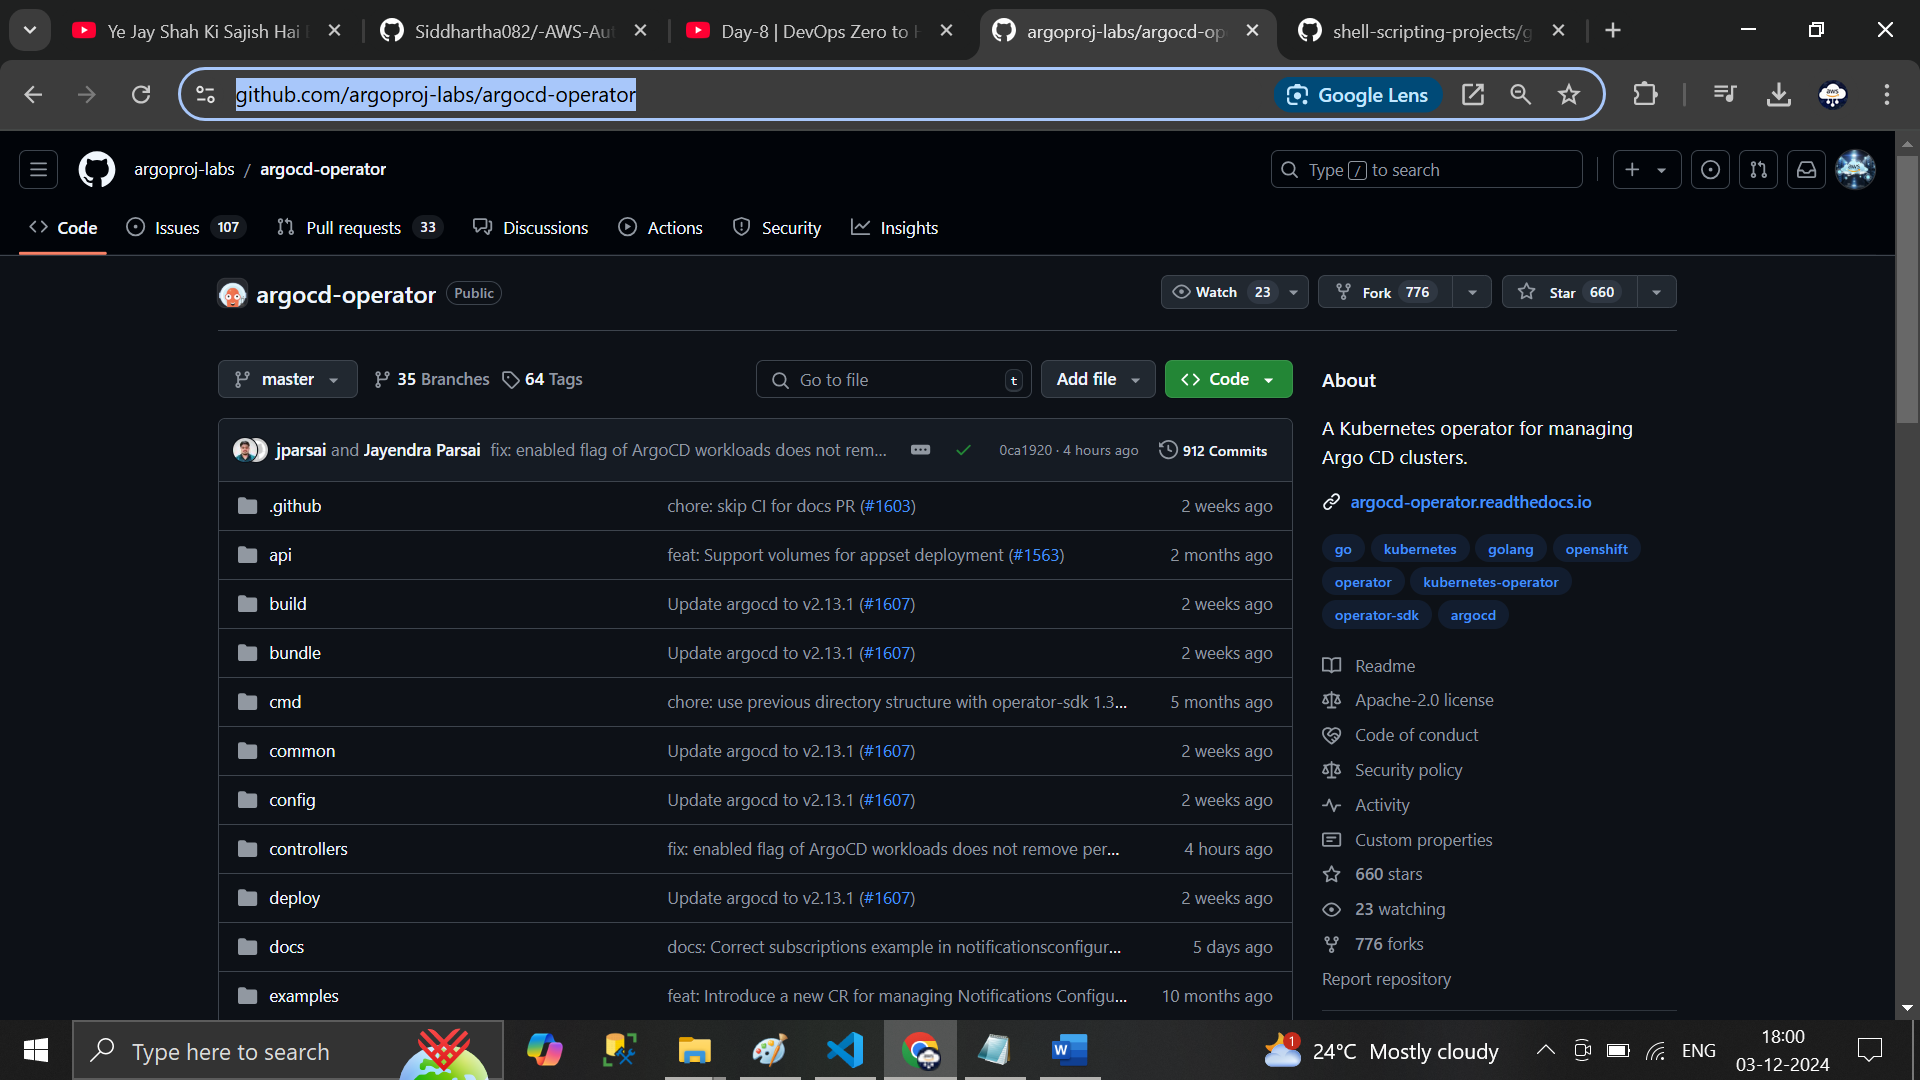 Ye Jay Shah Ki Sajish Hai
Siddhartha082/-AWS-Aut
Day-8 | DevOps Zero to
argoproj-labs/argocd-op
shell-scripting-projects/g
github.com/argoproj-labs/argocd-operator
Google Lens
argoproj-labs / argocd-operator
Type / to search
Code
Issues 107
Pull requests 33
Discussions
Actions
Security
Insights
argocd-operator Public
Watch 23
Fork 776
Star 660
master
35 Branches
64 Tags
Go to file t
Add file
Code
jparsai and Jayendra Parsai fix: enabled flag of ArgoCD workloads does not rem... 0ca1920 · 4 hours ago 912 Commits
.github chore: skip CI for docs PR (#1603) 2 weeks ago
api feat: Support volumes for appset deployment (#1563) 2 months ago
build Update argocd to v2.13.1 (#1607) 2 weeks ago
bundle Update argocd to v2.13.1 (#1607) 2 weeks ago
cmd chore: use previous directory structure with operator-sdk 1.3... 5 months ago
common Update argocd to v2.13.1 (#1607) 2 weeks ago
config Update argocd to v2.13.1 (#1607) 2 weeks ago
controllers fix: enabled flag of ArgoCD workloads does not remove per... 4 hours ago
deploy Update argocd to v2.13.1 (#1607) 2 weeks ago
docs docs: Correct subscriptions example in notificationsconfigur... 5 days ago
examples feat: Introduce a new CR for managing Notifications Configu... 10 months ago
About
A Kubernetes operator for managing
Argo CD clusters.
argocd-operator.readthedocs.io
go kubernetes golang openshift
operator kubernetes-operator
operator-sdk argocd
Readme
Apache-2.0 license
Code of conduct
Security policy
Activity
Custom properties
660 stars
23 watching
776 forks
Report repository
Type here to search
1
24°C Mostly cloudy
ENG
18:00
03-12-2024